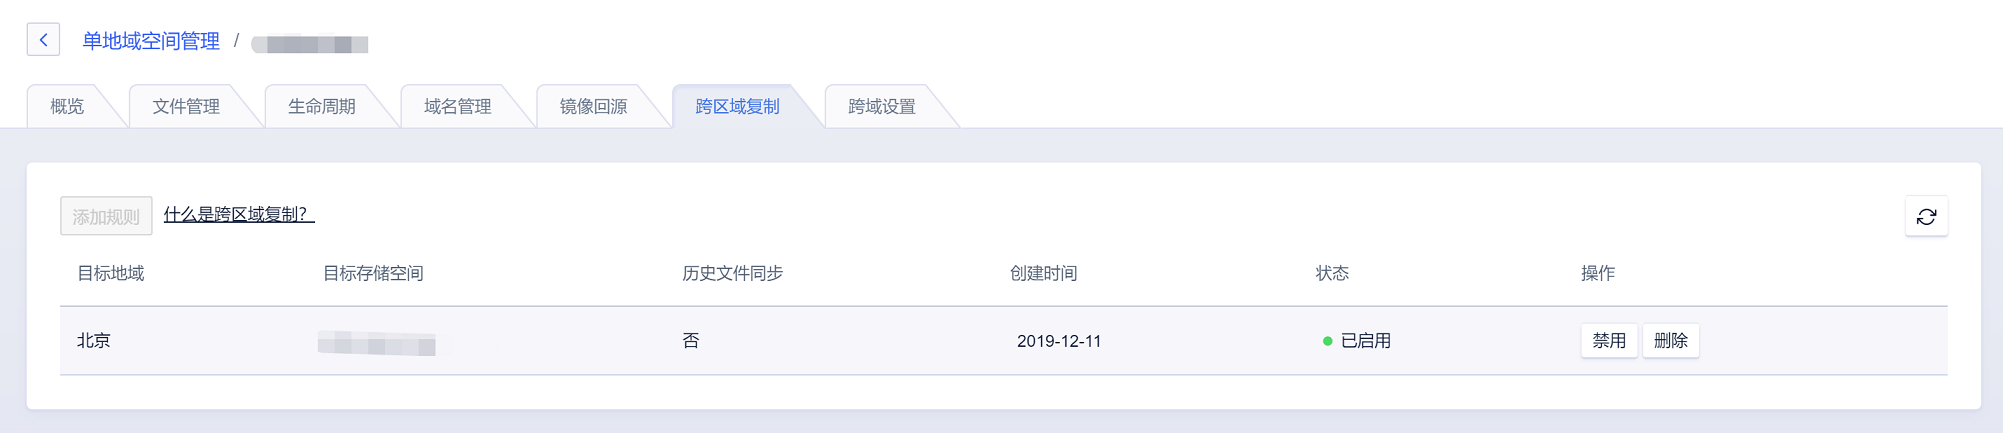 单地域空间管理 /
概览 文件管理 生命周期 域名管理 镜像回源 跨区域复制 跨域设置
添加规则 什么是跨区域复制?
目标地域 目标存储空间 历史文件同步 创建时间 状态 操作
北京 否 2019-12-11 已启用 禁用 删除